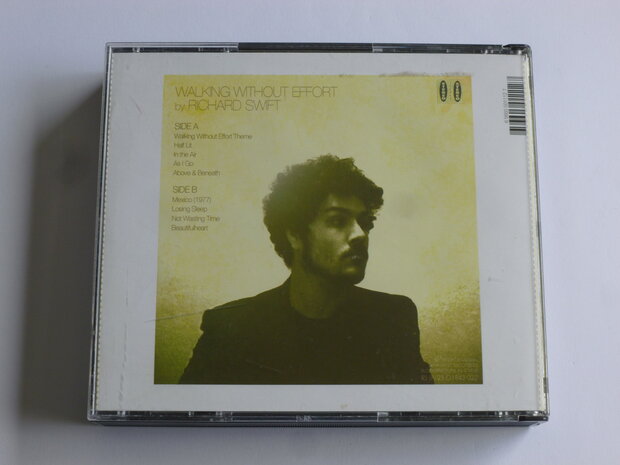 WALKING WITHOUT EFFORT
by RICHARD SWIFT
SIDE A
Walking Without Effort Theme
Half Lit
In the Air
As I Go
Above & Beneath
SIDE B
Mexico (1977)
Losing Sleep
Not Wasting Time
Beautifulheart